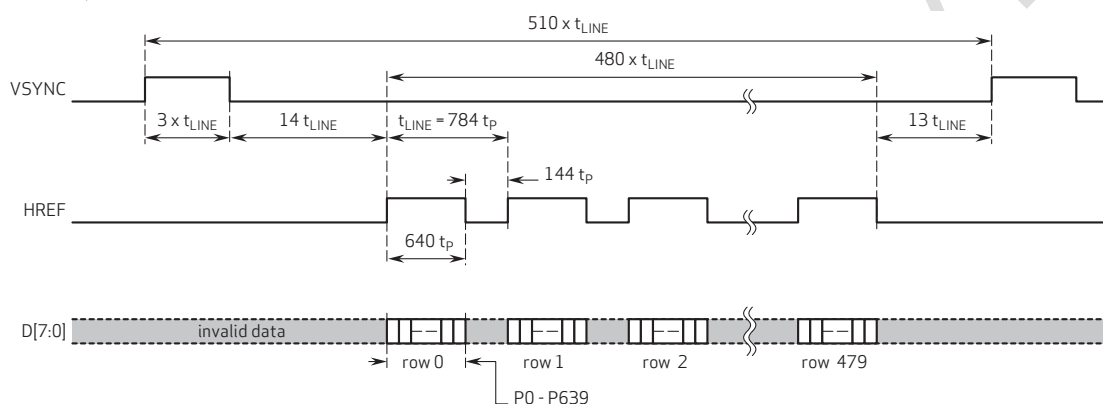 510 x tLINE
480 x tLINE
VSYNC
3 x tLINE
14 tLINE
tLINE = 784 tP
13 tLINE
144 tP
HREF
640 tP
D[7:0]
invalid data
row 0
row 1
row 2
row 479
P0 - P639